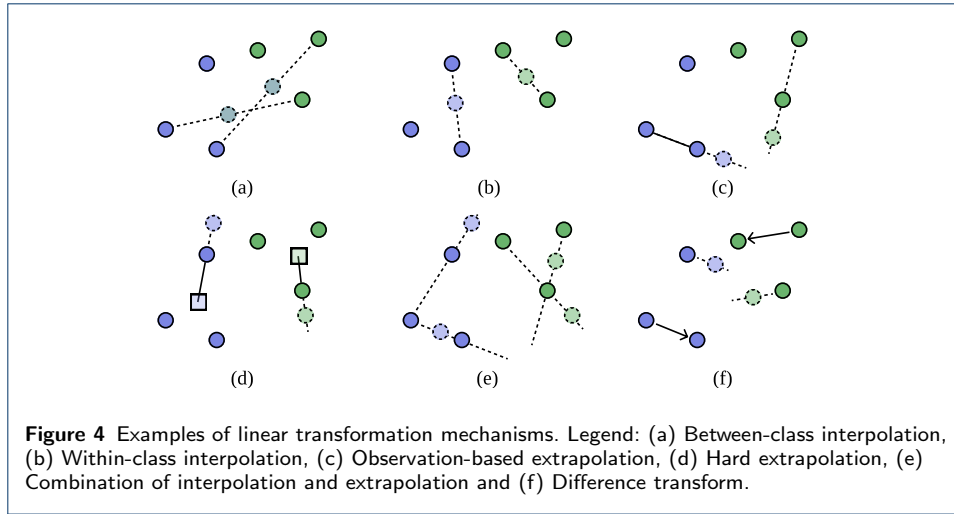 (a)
(b)
(c)
(d)
(e)
(f)
Figure 4 Examples of linear transformation mechanisms. Legend: (a) Between-class interpolation,
(b) Within-class interpolation, (c) Observation-based extrapolation, (d) Hard extrapolation, (e)
Combination of interpolation and extrapolation and (f) Difference transform.